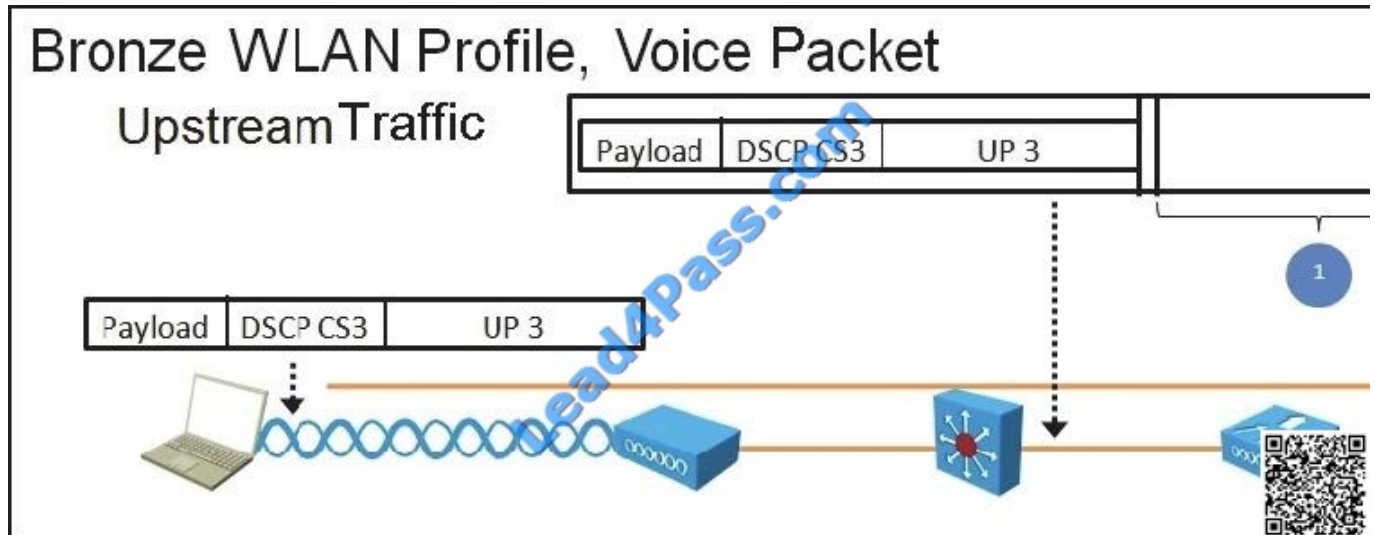 Bronze WLAN Profile, Voice Packet
Upstream Traffic
Payload DSCP CS3 UP 3
1
Payload DSCP CS3 UP 3
Lead4Pass.com